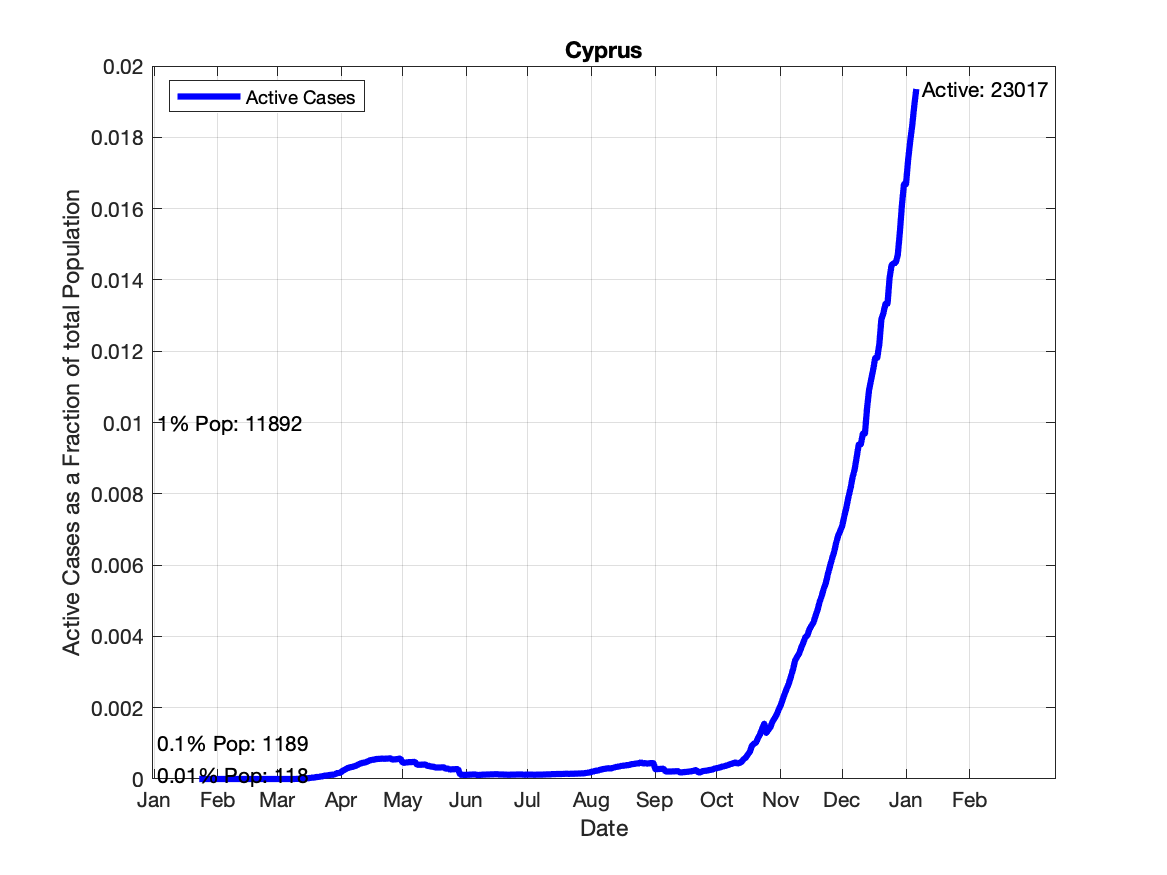 Cyprus
0.02
0.018
0.016
0.014
0.012
0.01
0.008
0.006
0.004
0.002
0
Active Cases as a Fraction of total Population
Active Cases
Active: 23017
1% Pop: 11892
0.1% Pop: 1189
0.01% Pop: 118
Jan Feb Mar Apr May Jun Jul Aug Sep Oct Nov Dec Jan Feb
Date